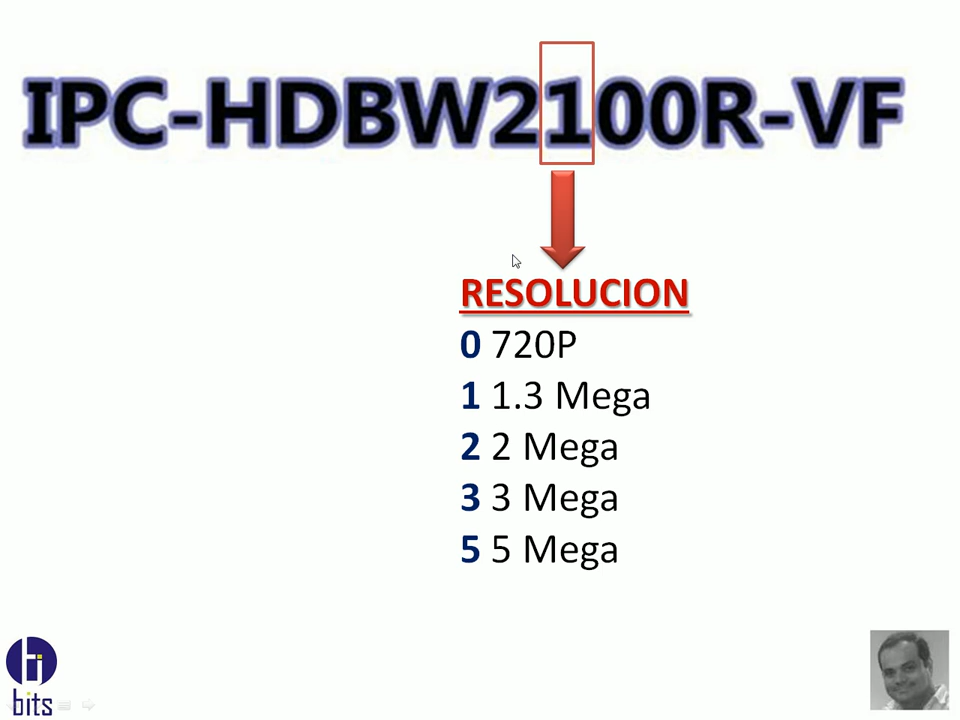 IPC-HDBW2100R-VF
RESOLUCION
0 720P
1 1.3 Mega
2 2 Mega
3 3 Mega
5 5 Mega
hi
bits